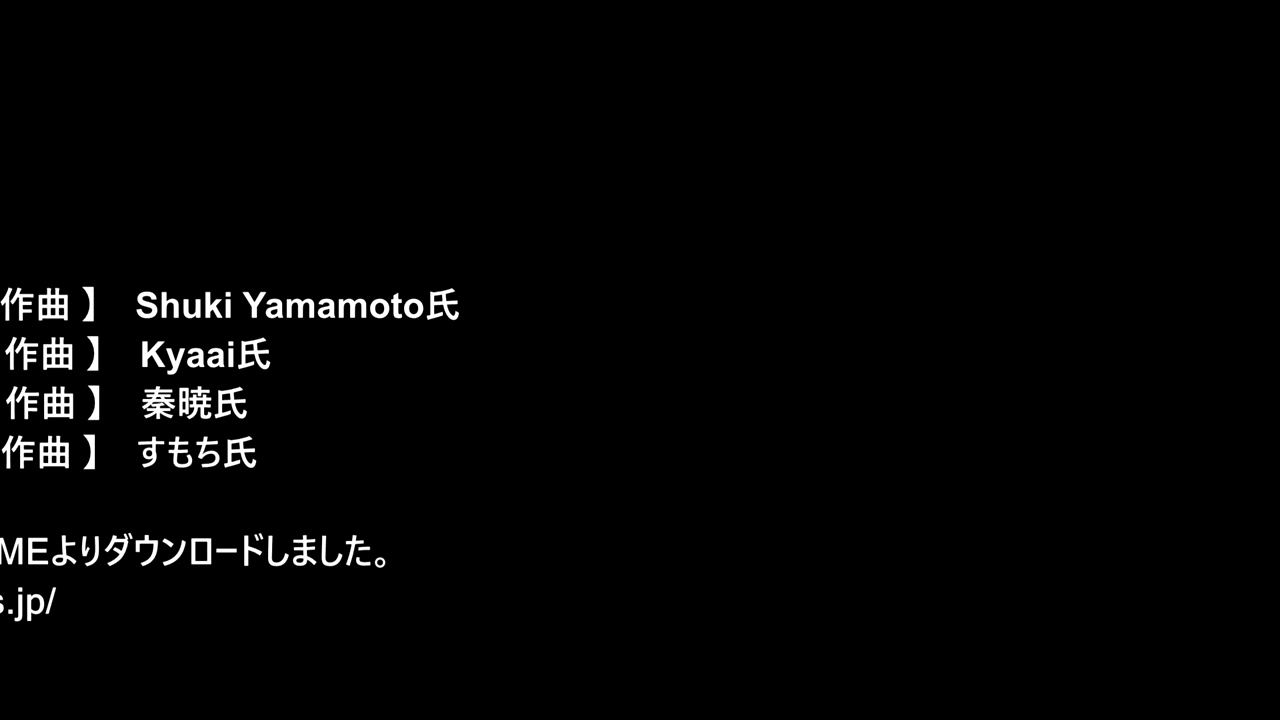 作曲 】 Shuki Yamamoto氏
作曲 】 Kyaai氏
作曲 】 秦暁氏
作曲 】 すもち氏
MEよりダウンロードしました。
s.jp/